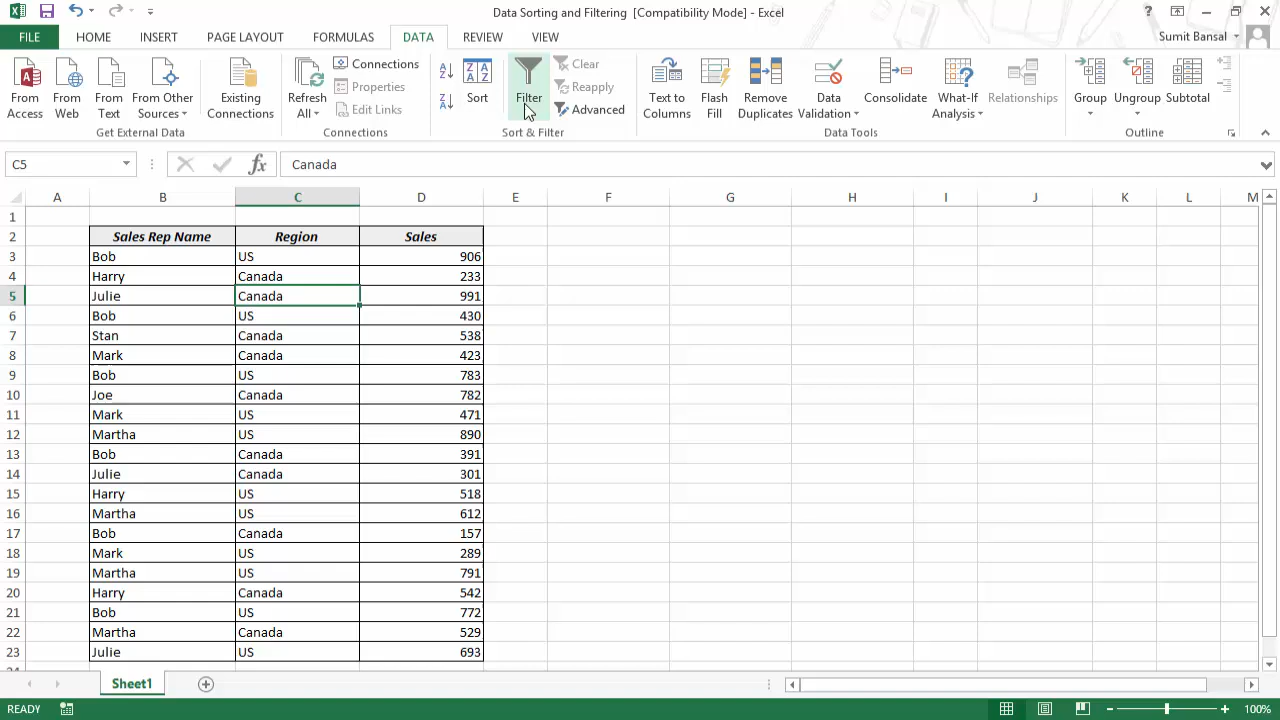 Data Sorting and Filtering [Compatibility Mode] - Excel
FILE HOME INSERT PAGE LAYOUT FORMULAS DATA REVIEW VIEW Sumit Bansal
From Access
From Web
From Text
From Other Sources
Get External Data
Existing Connections
Refresh All
Connections
Properties
Edit Links
Connections
Sort
Filter
Clear
Reapply
Advanced
Sort & Filter
Text to Columns
Flash Fill
Remove Duplicates
Data Validation
Consolidate
What-If Analysis
Relationships
Data Tools
Group
Ungroup
Subtotal
Outline
C5 fx Canada
A B C D E F G H I J K L M
1
2 Sales Rep Name Region Sales
3 Bob US 906
4 Harry Canada 233
5 Julie Canada 991
6 Bob US 430
7 Stan Canada 538
8 Mark Canada 423
9 Bob US 783
10 Joe Canada 782
11 Mark US 471
12 Martha US 890
13 Bob Canada 391
14 Julie Canada 301
15 Harry US 518
16 Martha US 612
17 Bob Canada 157
18 Mark US 289
19 Martha US 791
20 Harry Canada 542
21 Bob US 772
22 Martha Canada 529
23 Julie US 693
Sheet1
READY 100%